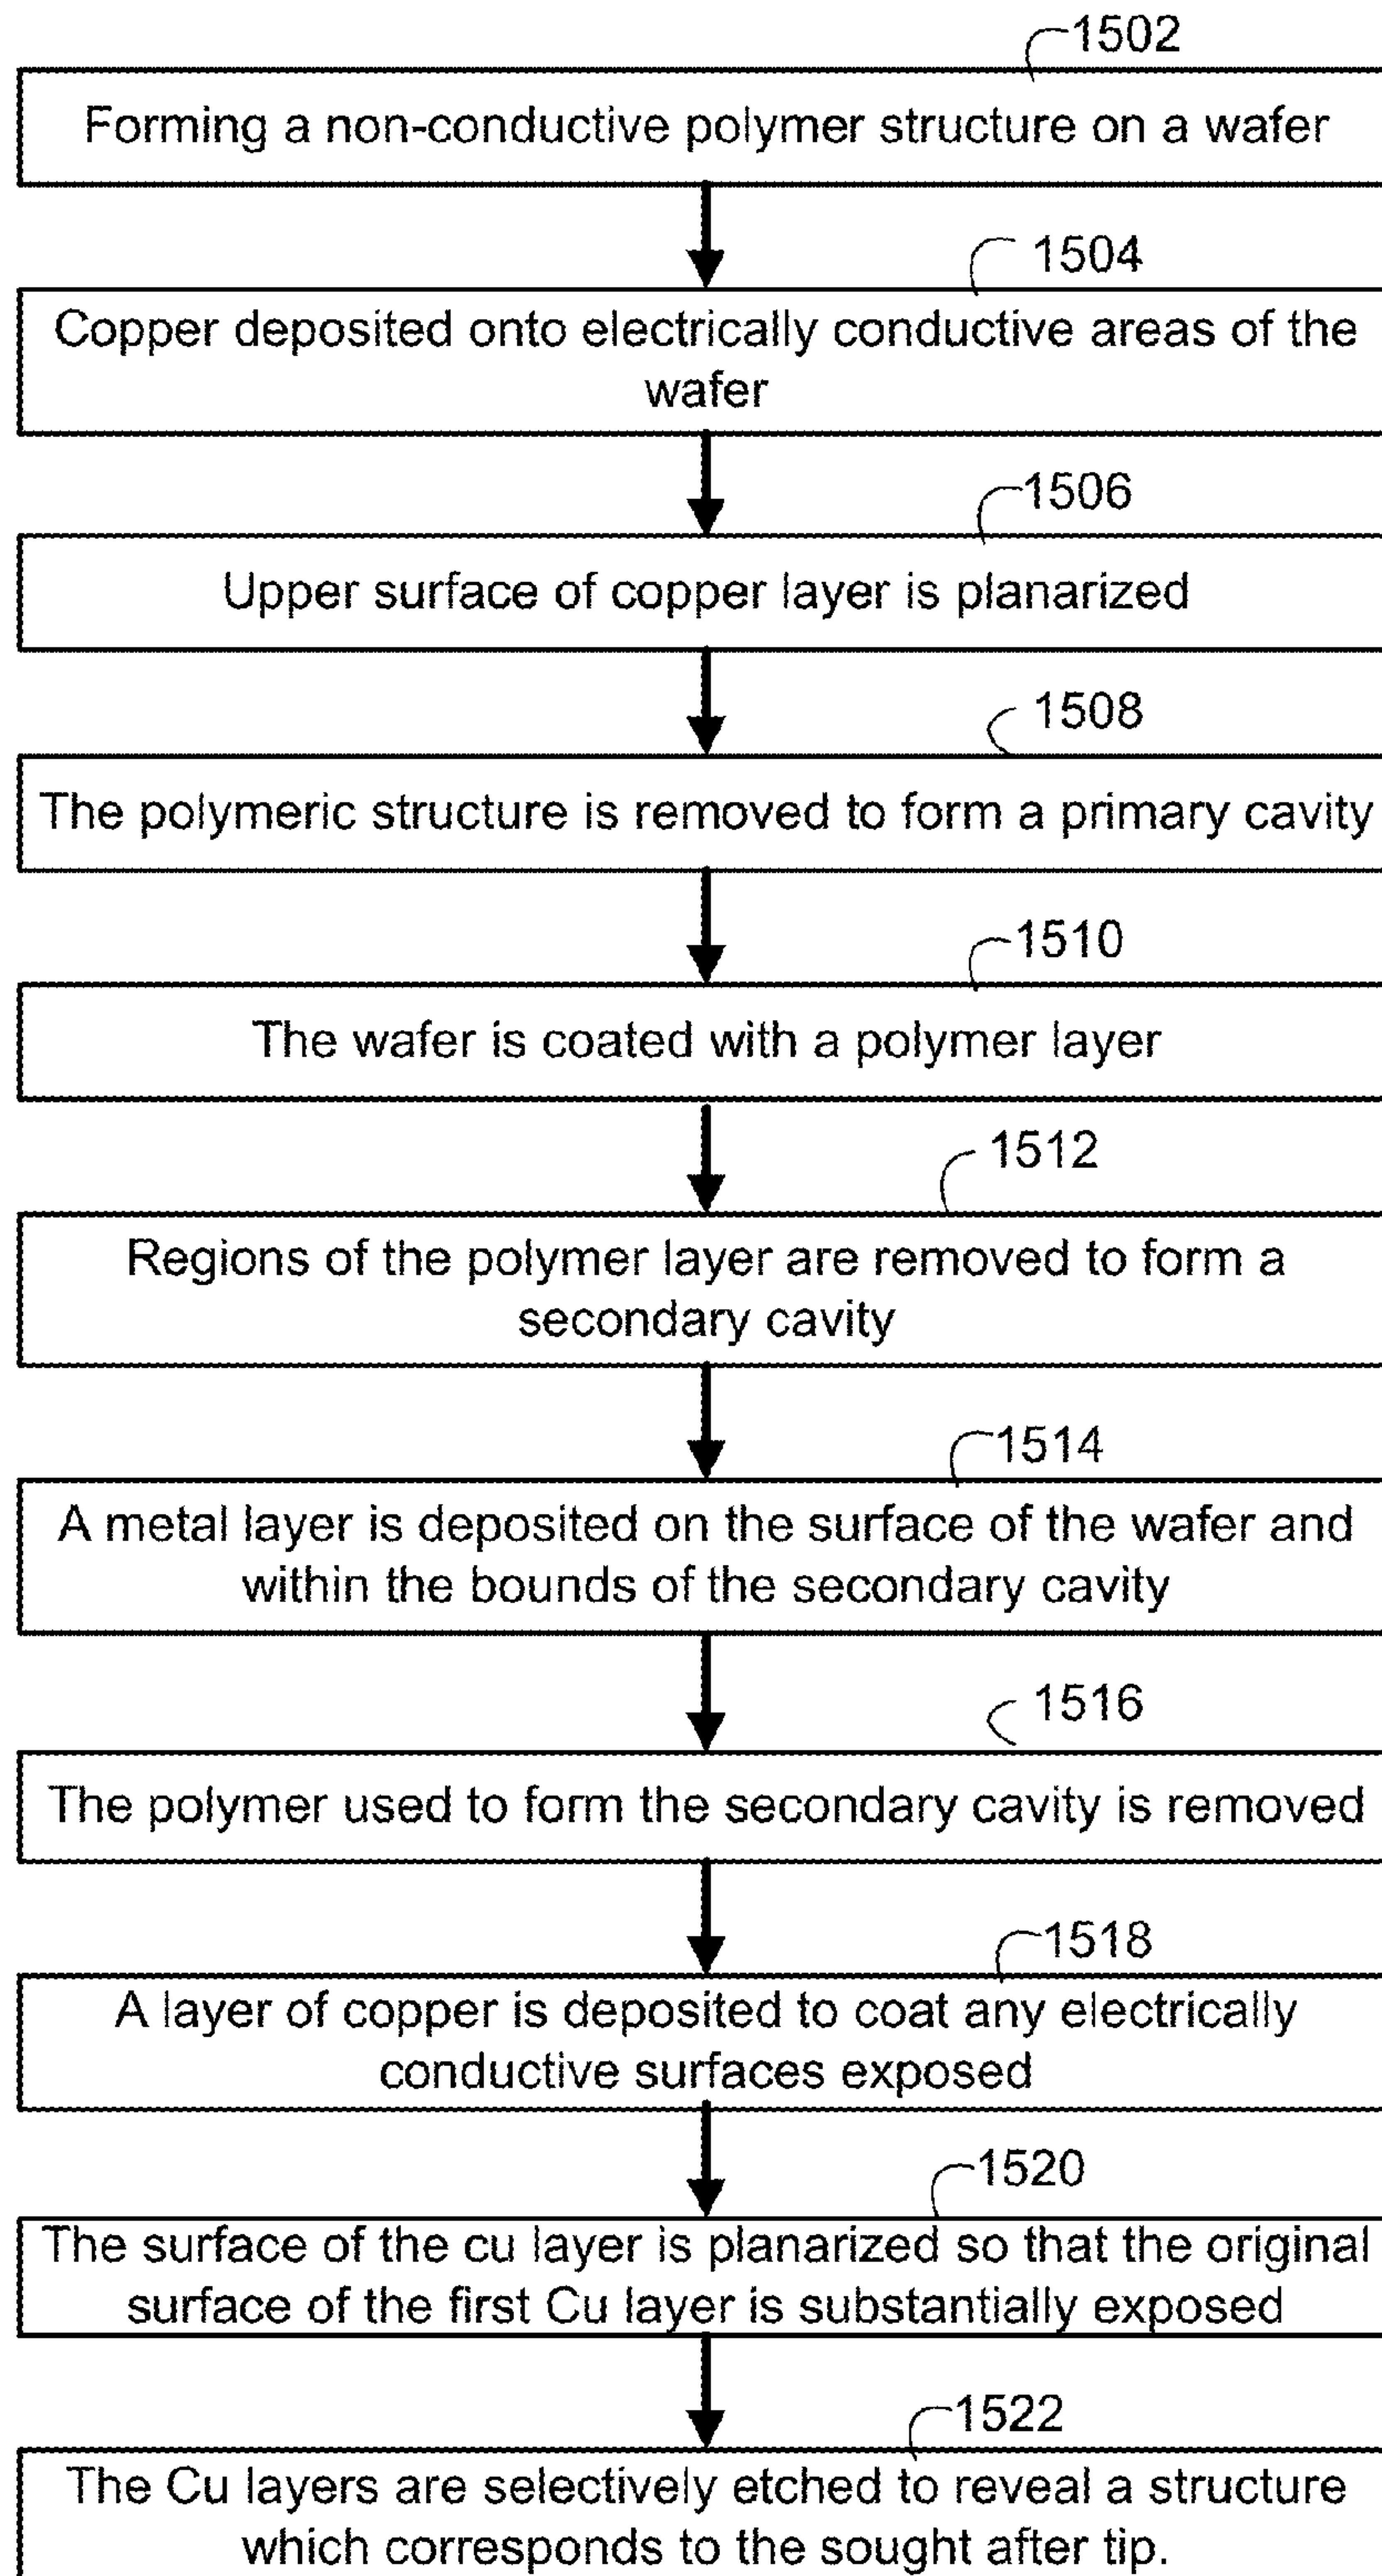 1502
Forming a non-conductive polymer structure on a wafer
1504
Copper deposited onto electrically conductive areas of the
wafer
1506
Upper surface of copper layer is planarized
1508
The polymeric structure is removed to form a primary cavity
1510
The wafer is coated with a polymer layer
1512
Regions of the polymer layer are removed to form a
secondary cavity
1514
A metal layer is deposited on the surface of the wafer and
within the bounds of the secondary cavity
1516
The polymer used to form the secondary cavity is removed
1518
A layer of copper is deposited to coat any electrically
conductive surfaces exposed
1520
The surface of the cu layer is planarized so that the original
surface of the first Cu layer is substantially exposed
1522
The Cu layers are selectively etched to reveal a structure
which corresponds to the sought after tip.